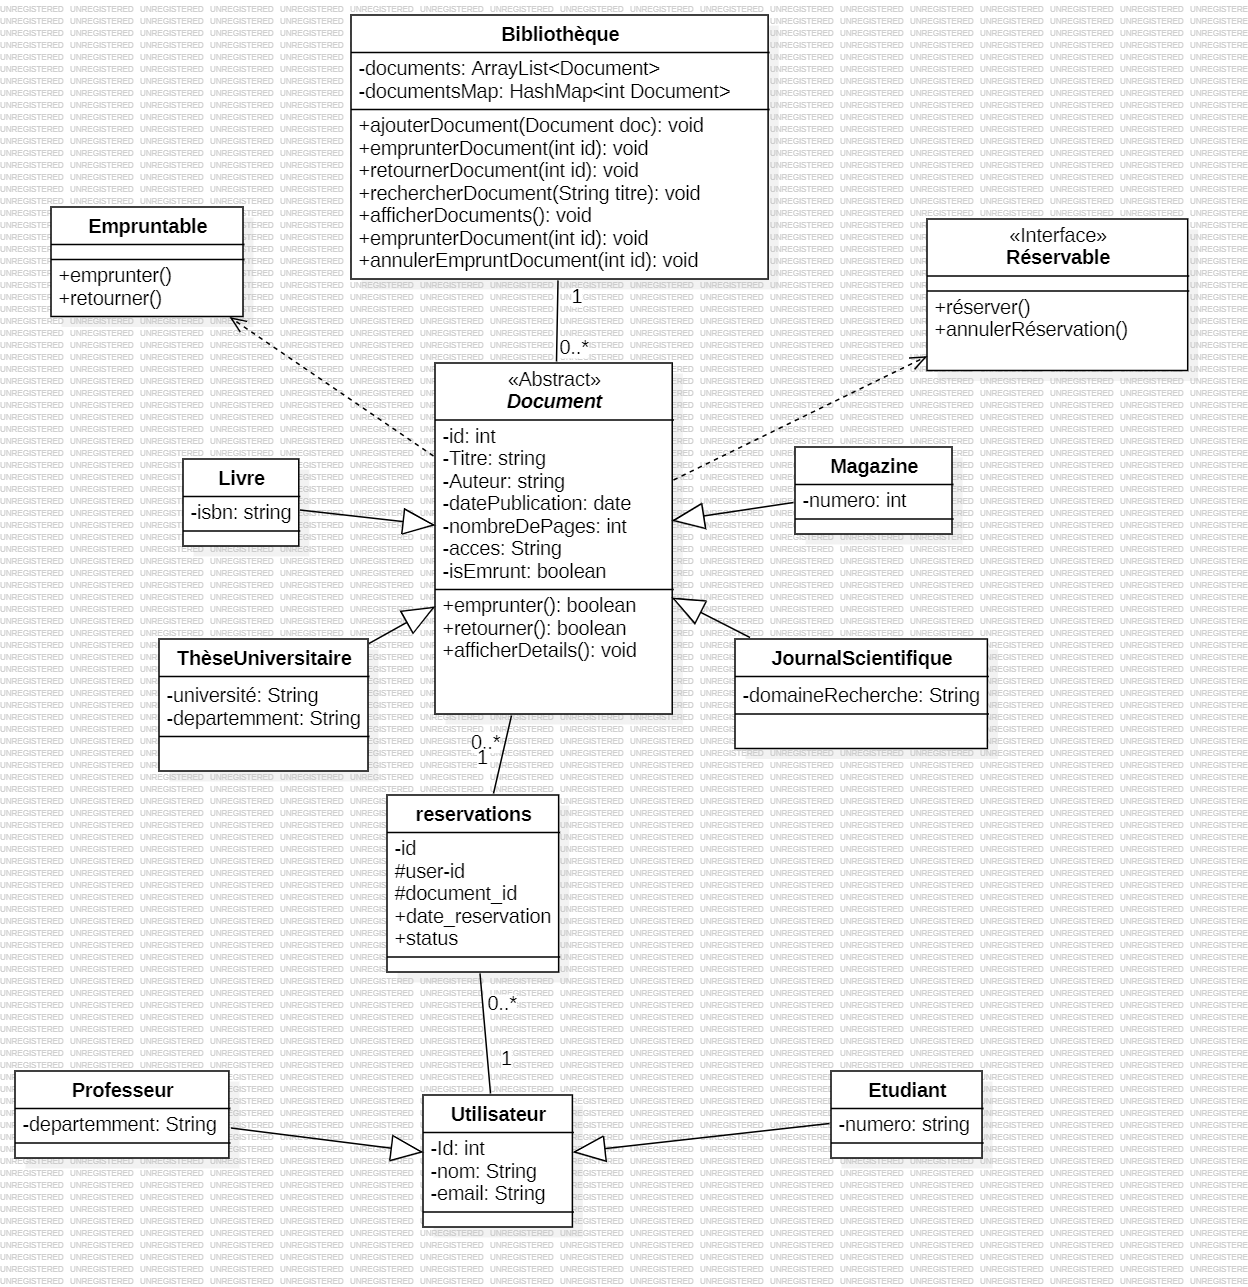 Bibliothèque
-documents: ArrayList<Document>
-documentsMap: HashMap<int Document>
+ajouterDocument(Document doc): void
+emprunterDocument(int id): void
+retournerDocument(int id): void
+rechercherDocument(String titre): void
+afficherDocuments(): void
+emprunterDocument(int id): void
+annulerEmpruntDocument(int id): void
Empruntable
+emprunter()
+retourner()
«Interface»
Réservable
+réserver()
+annulerRéservation()
1
0..*
«Abstract»
Document
-id: int
-Titre: string
-Auteur: string
-datePublication: date
-nombreDePages: int
-acces: String
-isEmrunt: boolean
+emprunter(): boolean
+retourner(): boolean
+afficherDetails(): void
Livre
-isbn: string
Magazine
-numero: int
ThèseUniversitaire
-université: String
-departemment: String
JournalScientifique
-domaineRecherche: String
0..*
1
reservations
-id
#user-id
#document_id
+date_reservation
+status
0..*
1
Professeur
-departemment: String
Utilisateur
-Id: int
-nom: String
-email: String
Etudiant
-numero: string
UNREGISTERED